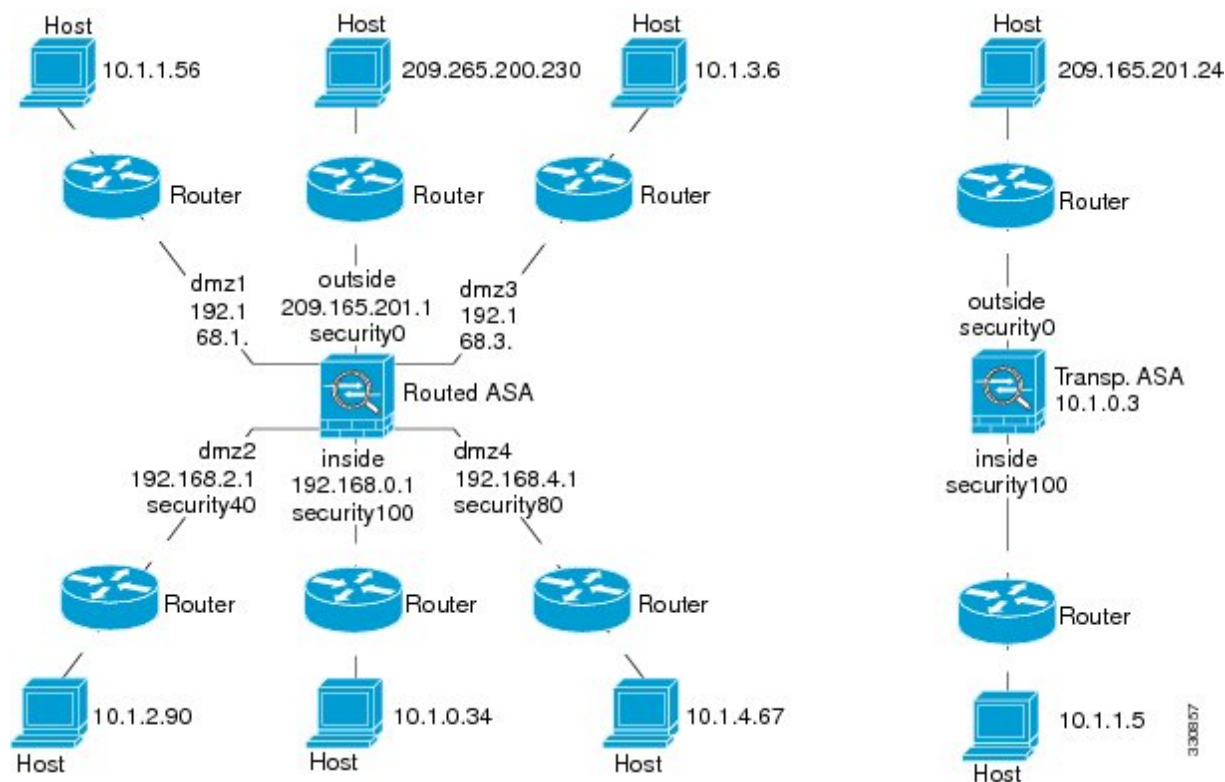 Host
Host
Host
Host
10.1.1.56
209.265.200.230
10.1.3.6
209.165.201.24
Router
Router
Router
Router
dmz1
192.1
68.1.
outside
209.165.201.1
security0
dmz3
192.1
68.3.
outside
security0
Routed ASA
Transp. ASA
10.1.0.3
dmz2
192.168.2.1
security40
inside
192.168.0.1
security100
dmz4
192.168.4.1
security80
inside
security100
Router
Router
Router
Router
10.1.2.90
10.1.0.34
10.1.4.67
10.1.1.5
Host
Host
Host
Host
330857